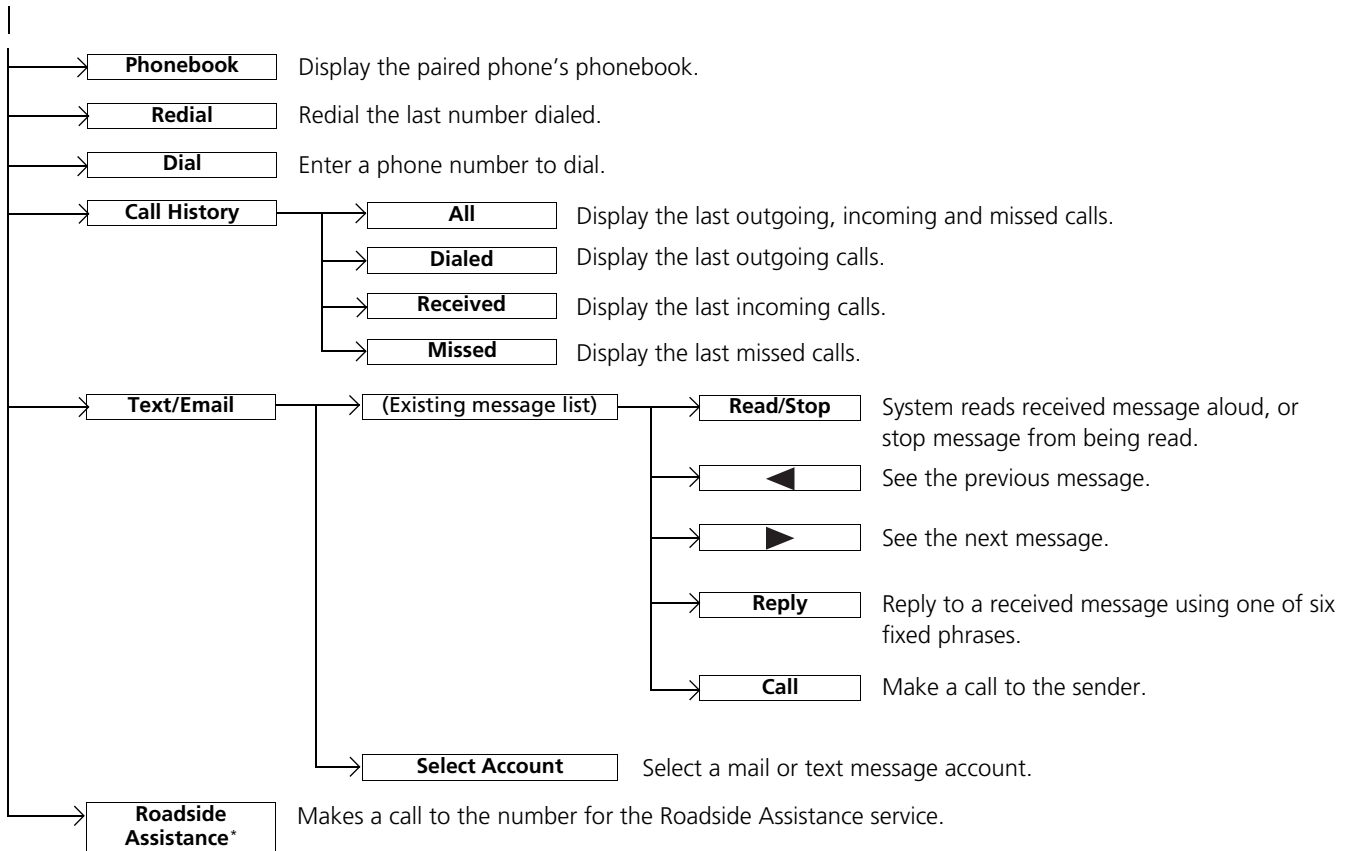 Phonebook Display the paired phone's phonebook.
Redial Redial the last number dialed.
Dial Enter a phone number to dial.
Call History
All Display the last outgoing, incoming and missed calls.
Dialed Display the last outgoing calls.
Received Display the last incoming calls.
Missed Display the last missed calls.
Text/Email (Existing message list)
Read/Stop System reads received message aloud, or
stop message from being read.
See the previous message.
See the next message.
Reply Reply to a received message using one of six
fixed phrases.
Call Make a call to the sender.
Select Account Select a mail or text message account.
Roadside
Assistance*
Makes a call to the number for the Roadside Assistance service.